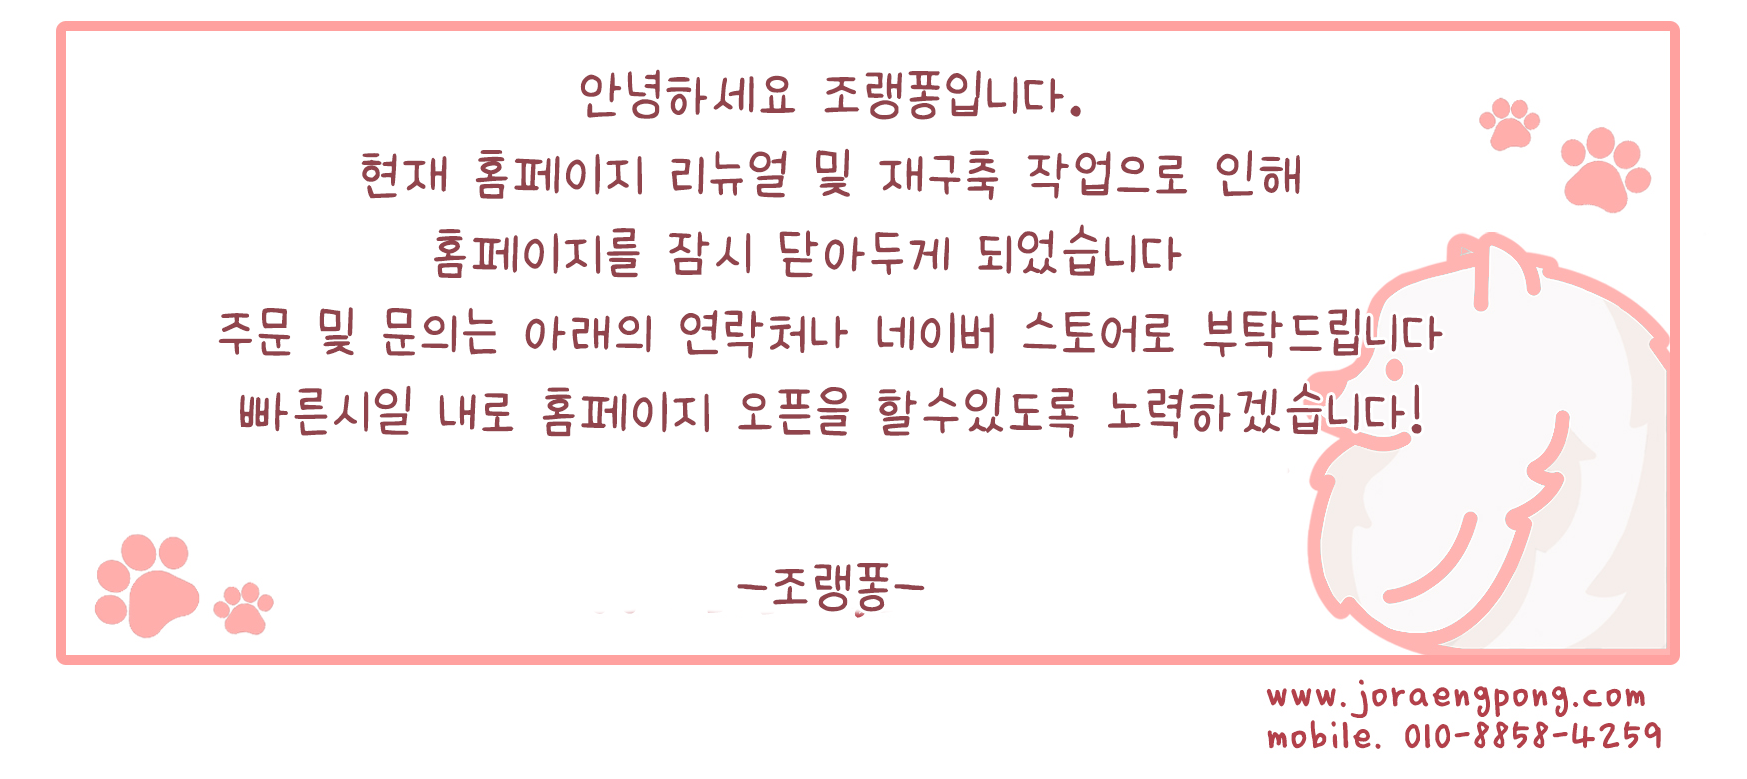 안녕하세요 조랭퐁입니다.
현재 홈페이지 리뉴얼 및 재구축 작업으로 인해
홈페이지를 잠시 닫아두게 되었습니다
주문 및 문의는 아래의 연락처나 네이버 스토어로 부탁드립니다
빠른시일 내로 홈페이지 오픈을 할수있도록 노력하겠습니다!
-조랭퐁-
www.joraengpong.com
mobile. 010-8858-4259